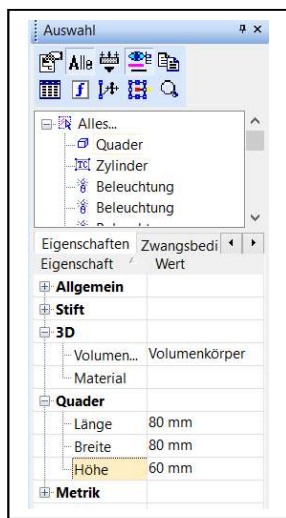 Auswahl
Alle
Alles...
Quader
TC Zylinder
Beleuchtung
Beleuchtung
Eigenschaften Zwangsbedi
Eigenschaft Wert
Allgemein
Stift
3D
Volumen... Volumenkörper
Material
Quader
Länge 80 mm
Breite 80 mm
Höhe 60 mm
Metrik